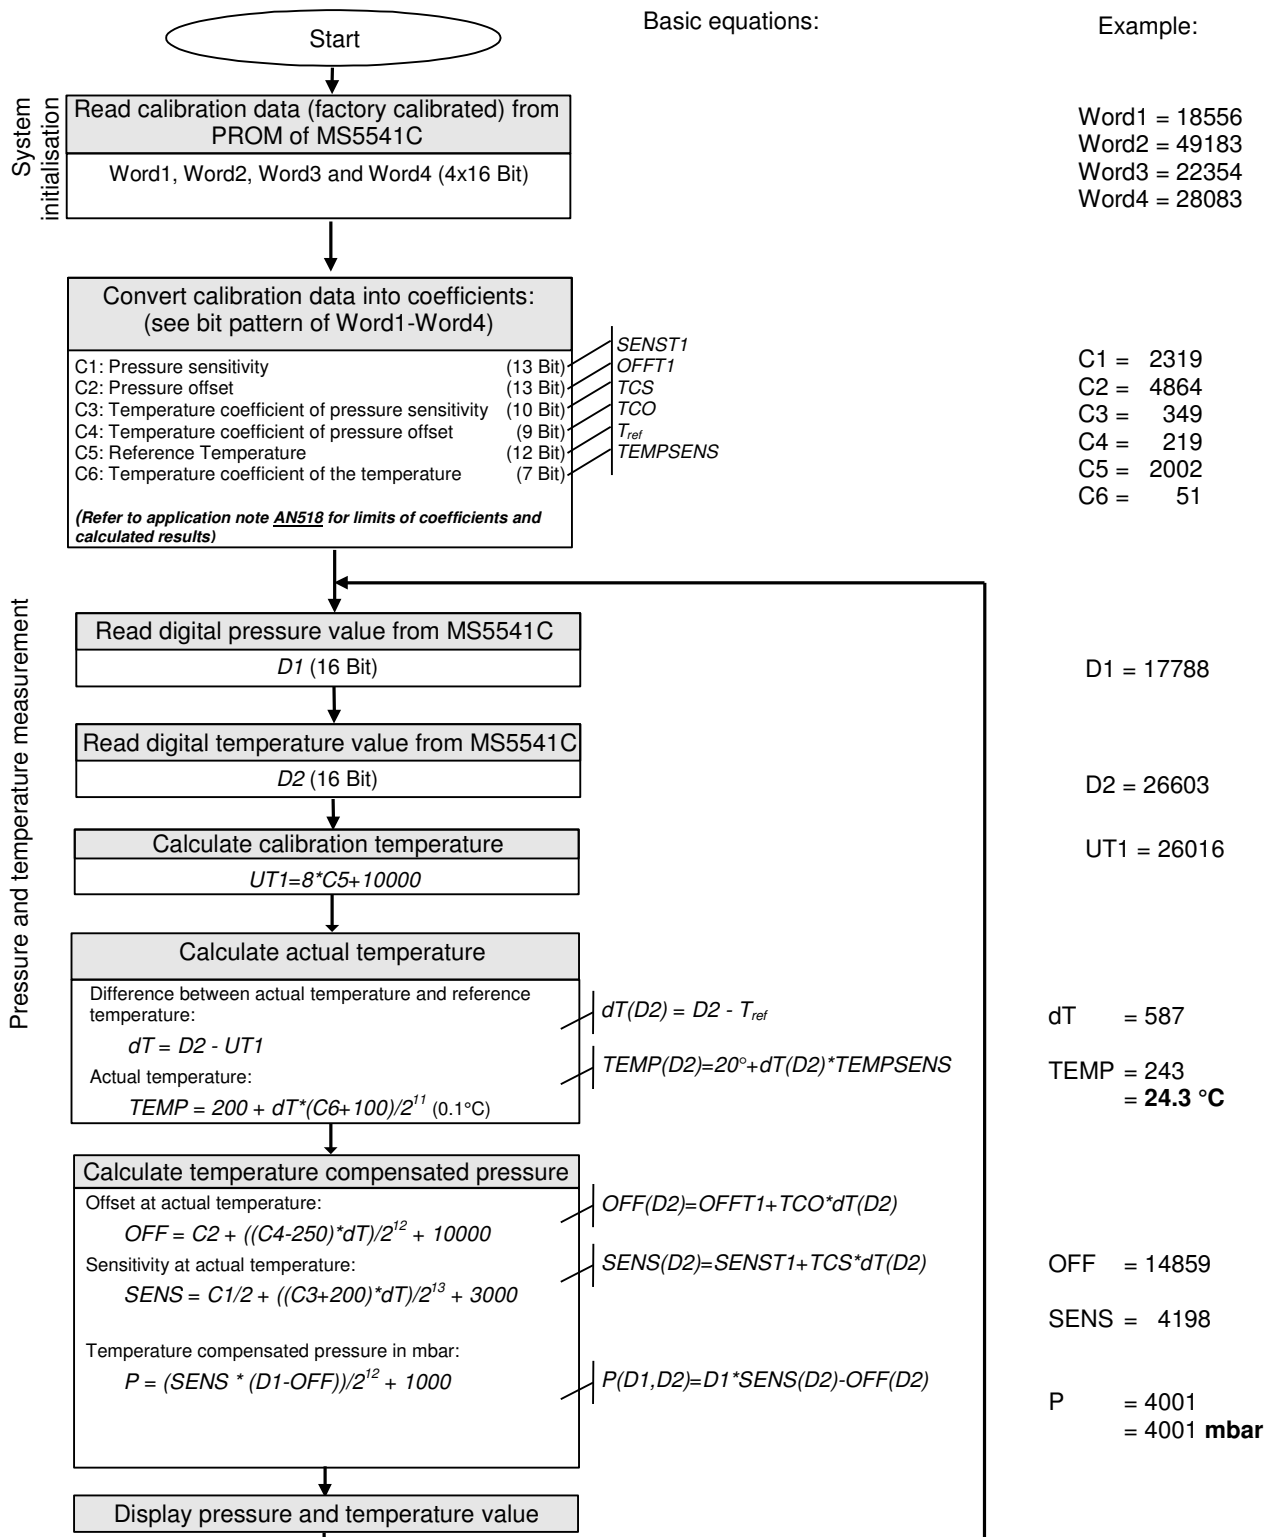 Basic equations:
Example:
Start
System
initialisation
Read calibration data (factory calibrated) from
PROM of MS5541C
Word1, Word2, Word3 and Word4 (4x16 Bit)
Word1 = 18556
Word2 = 49183
Word3 = 22354
Word4 = 28083
Convert calibration data into coefficients:
(see bit pattern of Word1-Word4)
C1: Pressure sensitivity (13 Bit) SENST1
C2: Pressure offset (13 Bit) OFFT1
C3: Temperature coefficient of pressure sensitivity (10 Bit) TCS
C4: Temperature coefficient of pressure offset (9 Bit) TCO
C5: Reference Temperature (12 Bit) Tref
C6: Temperature coefficient of the temperature (7 Bit) TEMPSENS
(Refer to application note AN518 for limits of coefficients and
calculated results)
C1 = 2319
C2 = 4864
C3 = 349
C4 = 219
C5 = 2002
C6 = 51
Pressure and temperature measurement
Read digital pressure value from MS5541C
D1 (16 Bit)
D1 = 17788
Read digital temperature value from MS5541C
D2 (16 Bit)
D2 = 26603
Calculate calibration temperature
UT1=8*C5+10000
UT1 = 26016
Calculate actual temperature
Difference between actual temperature and reference
temperature:
dT = D2 - UT1
dT(D2) = D2 - Tref
dT = 587
Actual temperature:
TEMP = 200 + dT*(C6+100)/2^11 (0.1°C)
TEMP(D2)=20°+dT(D2)*TEMPSENS
TEMP = 243
= 24.3 °C
Calculate temperature compensated pressure
Offset at actual temperature:
OFF = C2 + ((C4-250)*dT)/2^12 + 10000
OFF(D2)=OFFT1+TCO*dT(D2)
OFF = 14859
Sensitivity at actual temperature:
SENS = C1/2 + ((C3+200)*dT)/2^13 + 3000
SENS(D2)=SENST1+TCS*dT(D2)
SENS = 4198
Temperature compensated pressure in mbar:
P = (SENS * (D1-OFF))/2^12 + 1000
P(D1,D2)=D1*SENS(D2)-OFF(D2)
P = 4001
= 4001 mbar
Display pressure and temperature value